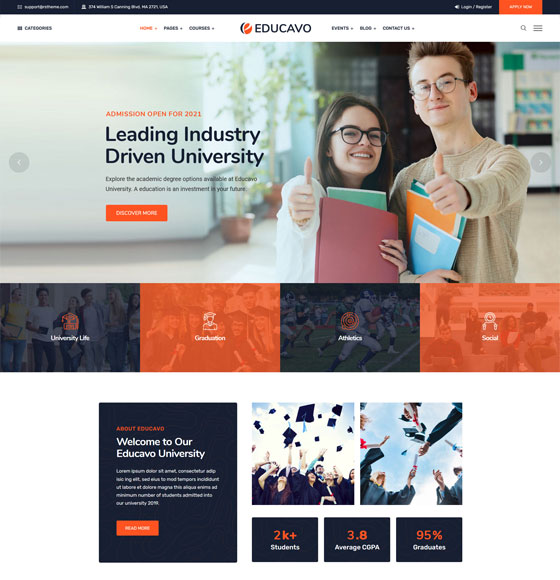 support@rstheme.com
374 William S Canning Blvd, MA 2721, USA
Login / Register
APPLY NOW
CATEGORIES
HOME
PAGES
COURSES
EDUCAVO
EVENTS
BLOG
CONTACT US
ADMISSION OPEN FOR 2021
Leading Industry
Driven University
Explore the academic degree options available at Educavo
University. A education is an investment in your future.
DISCOVER MORE
University Life
Graduation
Athletics
Social
ABOUT EDUCAVO
Welcome to Our
Educavo University
Lorem ipsum dolor sit amet, consectetur adip
isic ing elit, sed do eius mod tempors incididunt
ut labore et dolore magna this aliqua enims ad
minimum number of students admitted into
our university 2019.
READ MORE
2k+
Students
3.8
Average CGPA
95%
Graduates